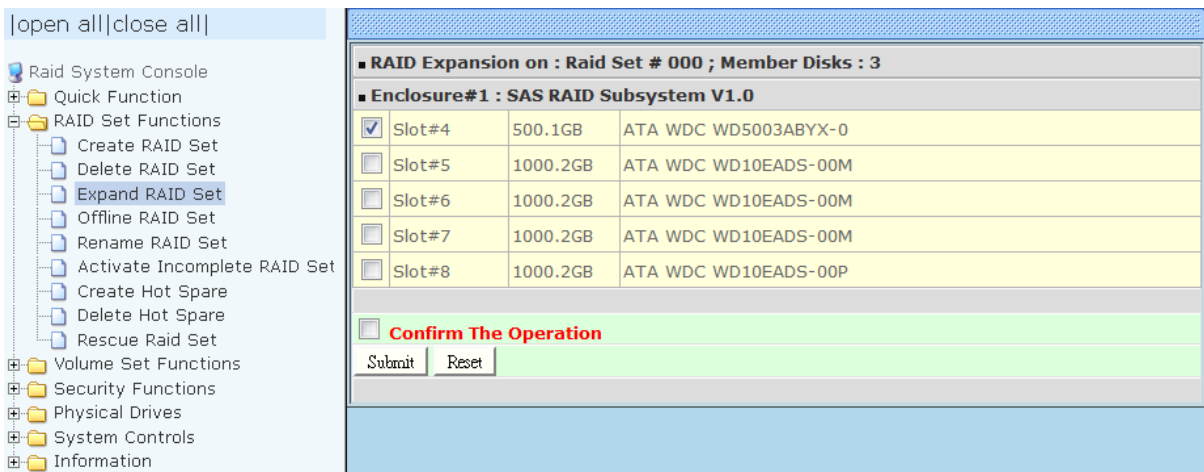 |open all|close all|
Raid System Console
Quick Function
RAID Set Functions
Create RAID Set
Delete RAID Set
Expand RAID Set
Offline RAID Set
Rename RAID Set
Activate Incomplete RAID Set
Create Hot Spare
Delete Hot Spare
Rescue Raid Set
Volume Set Functions
Security Functions
Physical Drives
System Controls
Information
RAID Expansion on : Raid Set # 000 ; Member Disks : 3
Enclosure#1 : SAS RAID Subsystem V1.0
Slot#4 500.1GB ATA WDC WD5003ABYX-0
Slot#5 1000.2GB ATA WDC WD10EADS-00M
Slot#6 1000.2GB ATA WDC WD10EADS-00M
Slot#7 1000.2GB ATA WDC WD10EADS-00M
Slot#8 1000.2GB ATA WDC WD10EADS-00P
Confirm The Operation
Submit Reset